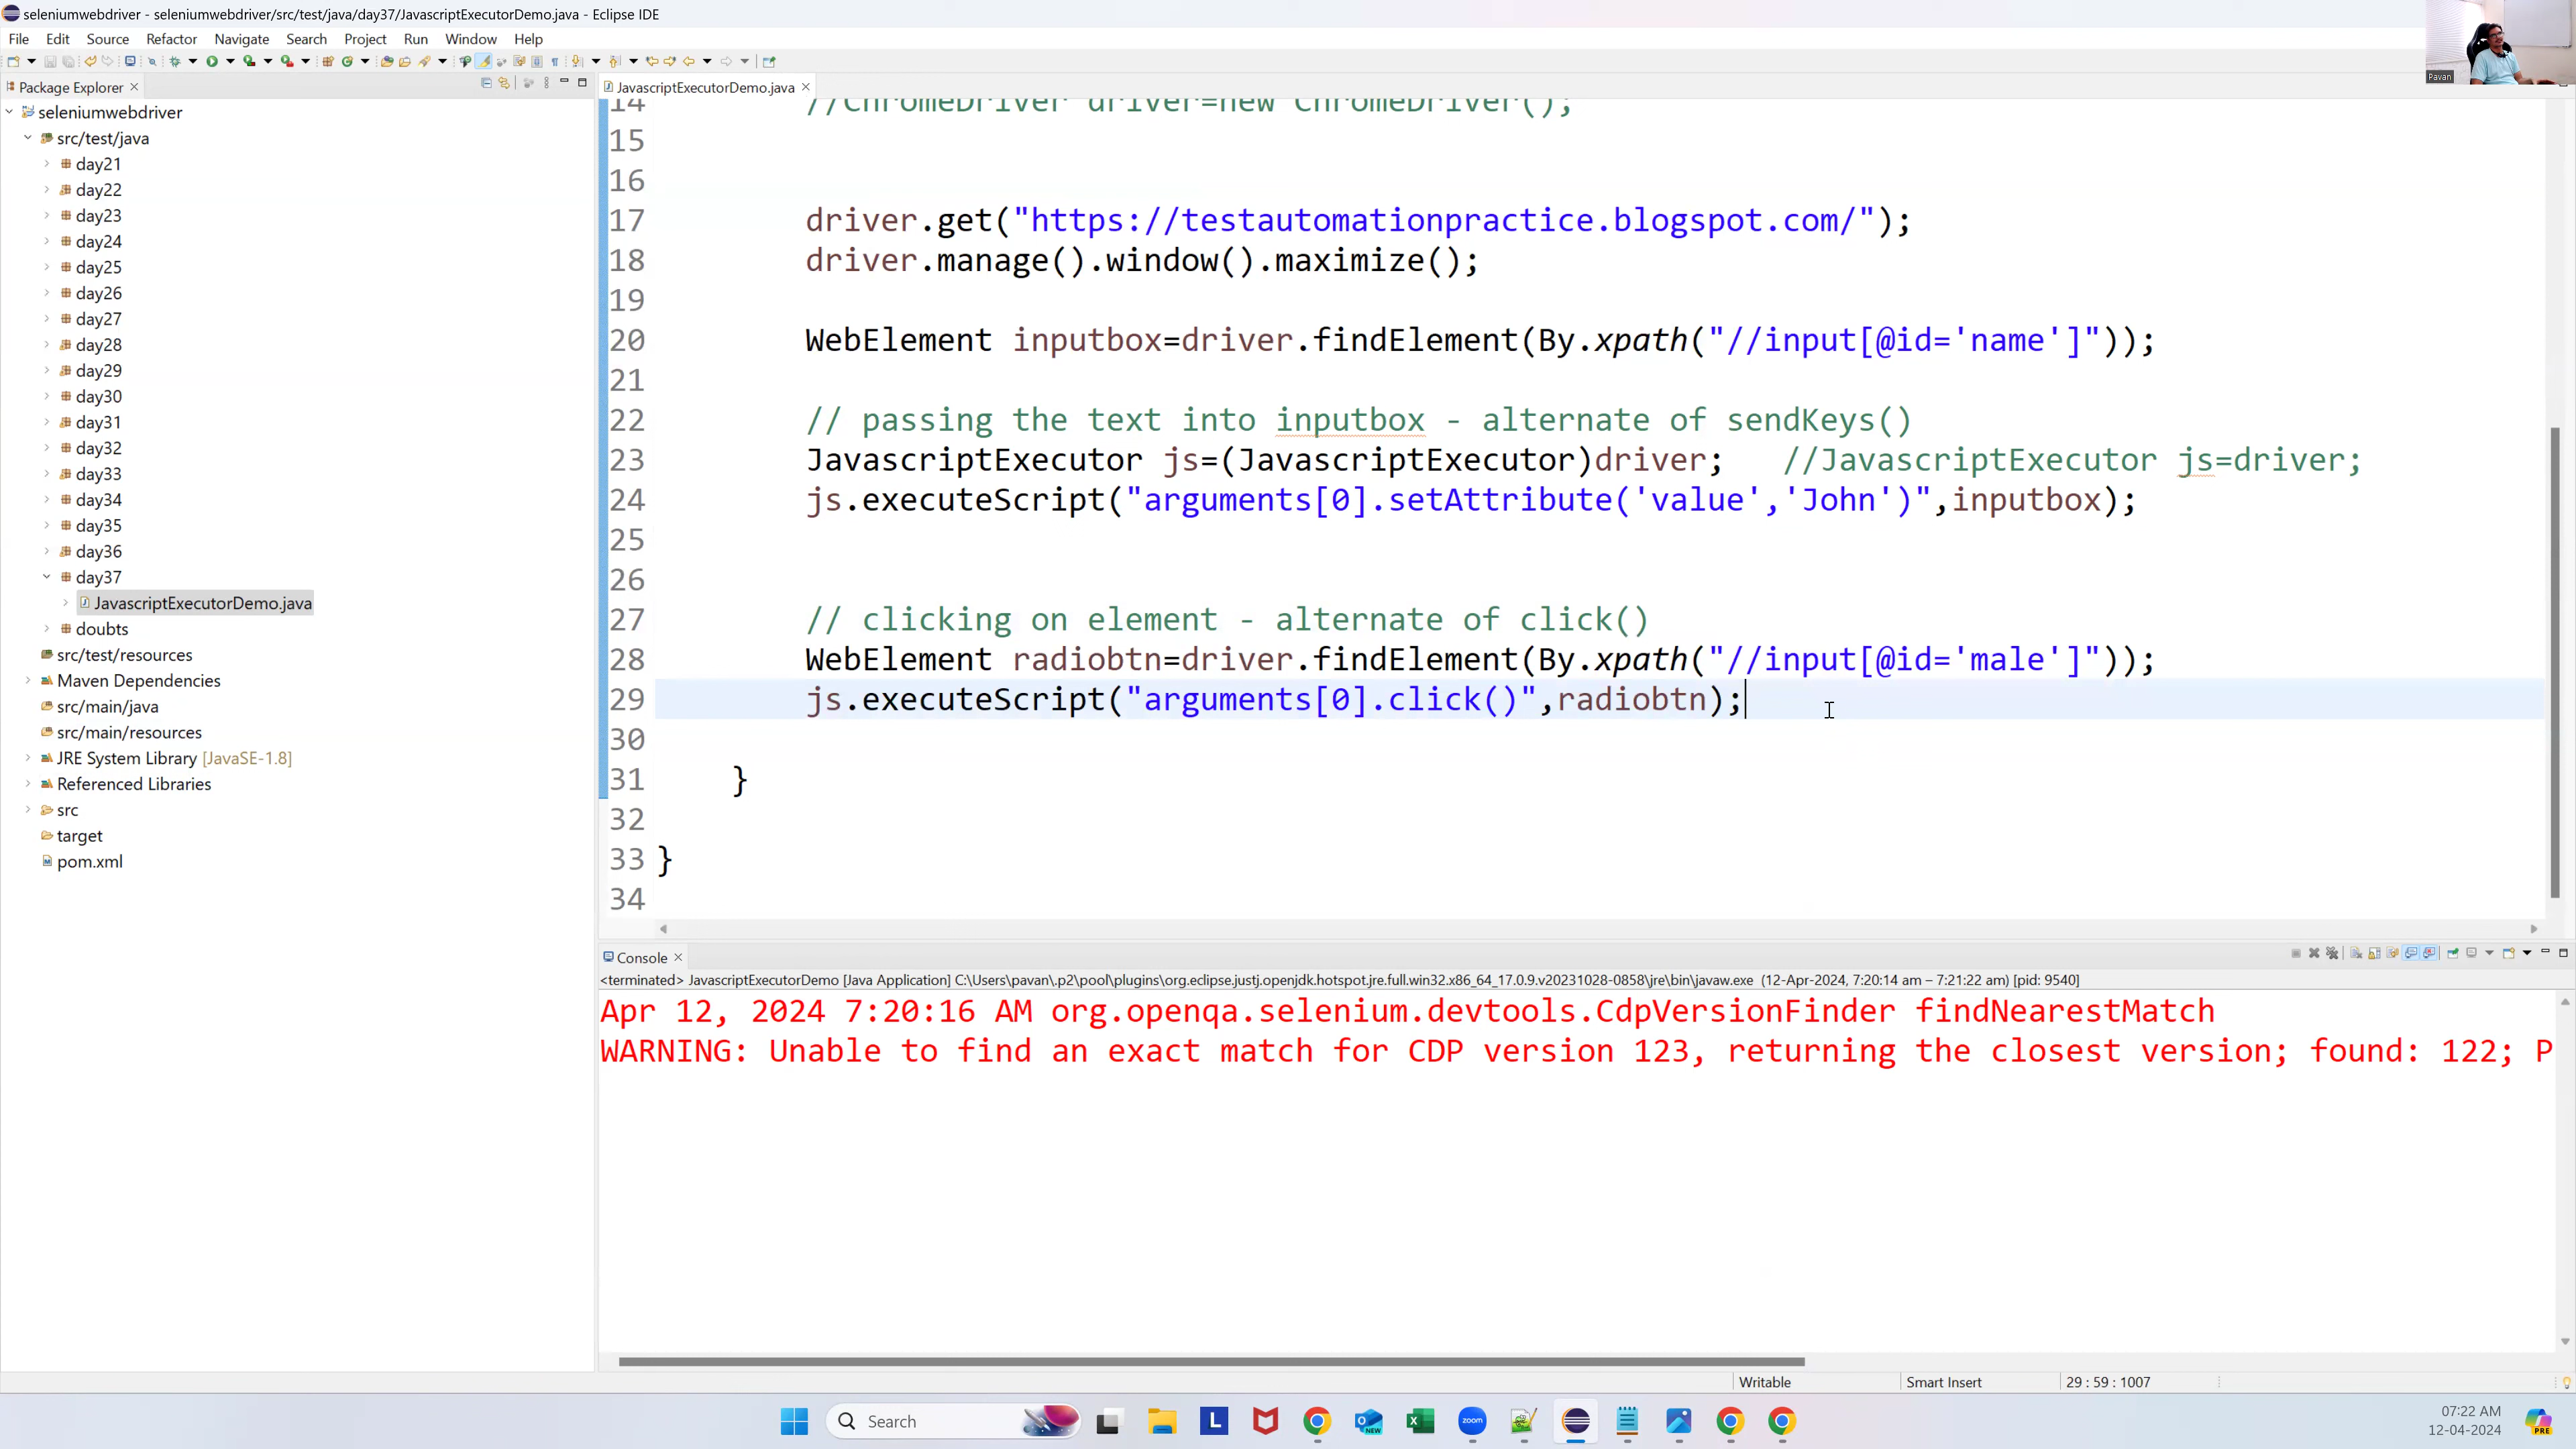 seleniumwebdriver - seleniumwebdriver/src/test/java/day37/JavascriptExecutorDemo.java - Eclipse IDE
File Edit Source Refactor Navigate Search Project Run Window Help
Pavan
Package Explorer
seleniumwebdriver
src/test/java
day21
day22
day23
day24
day25
day26
day27
day28
day29
day30
day31
day32
day33
day34
day35
day36
day37
JavascriptExecutorDemo.java
doubts
src/test/resources
Maven Dependencies
src/main/java
src/main/resources
JRE System Library [JavaSE-1.8]
Referenced Libraries
src
target
pom.xml
JavascriptExecutorDemo.java
14 //ChromeDriver driver=new ChromeDriver();
15
16
17 driver.get("https://testautomationpractice.blogspot.com/");
18 driver.manage().window().maximize();
19
20 WebElement inputbox=driver.findElement(By.xpath("//input[@id='name']"));
21
22 // passing the text into inputbox - alternate of sendKeys()
23 JavascriptExecutor js=(JavascriptExecutor)driver; //JavascriptExecutor js=driver;
24 js.executeScript("arguments[0].setAttribute('value','John')",inputbox);
25
26
27 // clicking on element - alternate of click()
28 WebElement radiobtn=driver.findElement(By.xpath("//input[@id='male']"));
29 js.executeScript("arguments[0].click()",radiobtn);
30
31 }
32
33 }
34
Console
<terminated> JavascriptExecutorDemo [Java Application] C:\Users\pavan\.p2\pool\plugins\org.eclipse.justj.openjdk.hotspot.jre.full.win32.x86_64_17.0.9.v20231028-0858\jre\bin\javaw.exe (12-Apr-2024, 7:20:14 am – 7:21:22 am) [pid: 9540]
Apr 12, 2024 7:20:16 AM org.openqa.selenium.devtools.CdpVersionFinder findNearestMatch
WARNING: Unable to find an exact match for CDP version 123, returning the closest version; found: 122; P
Writable Smart Insert 29 : 59 : 1007
Search
L
NEW
zoom
07:22 AM
12-04-2024
PRE